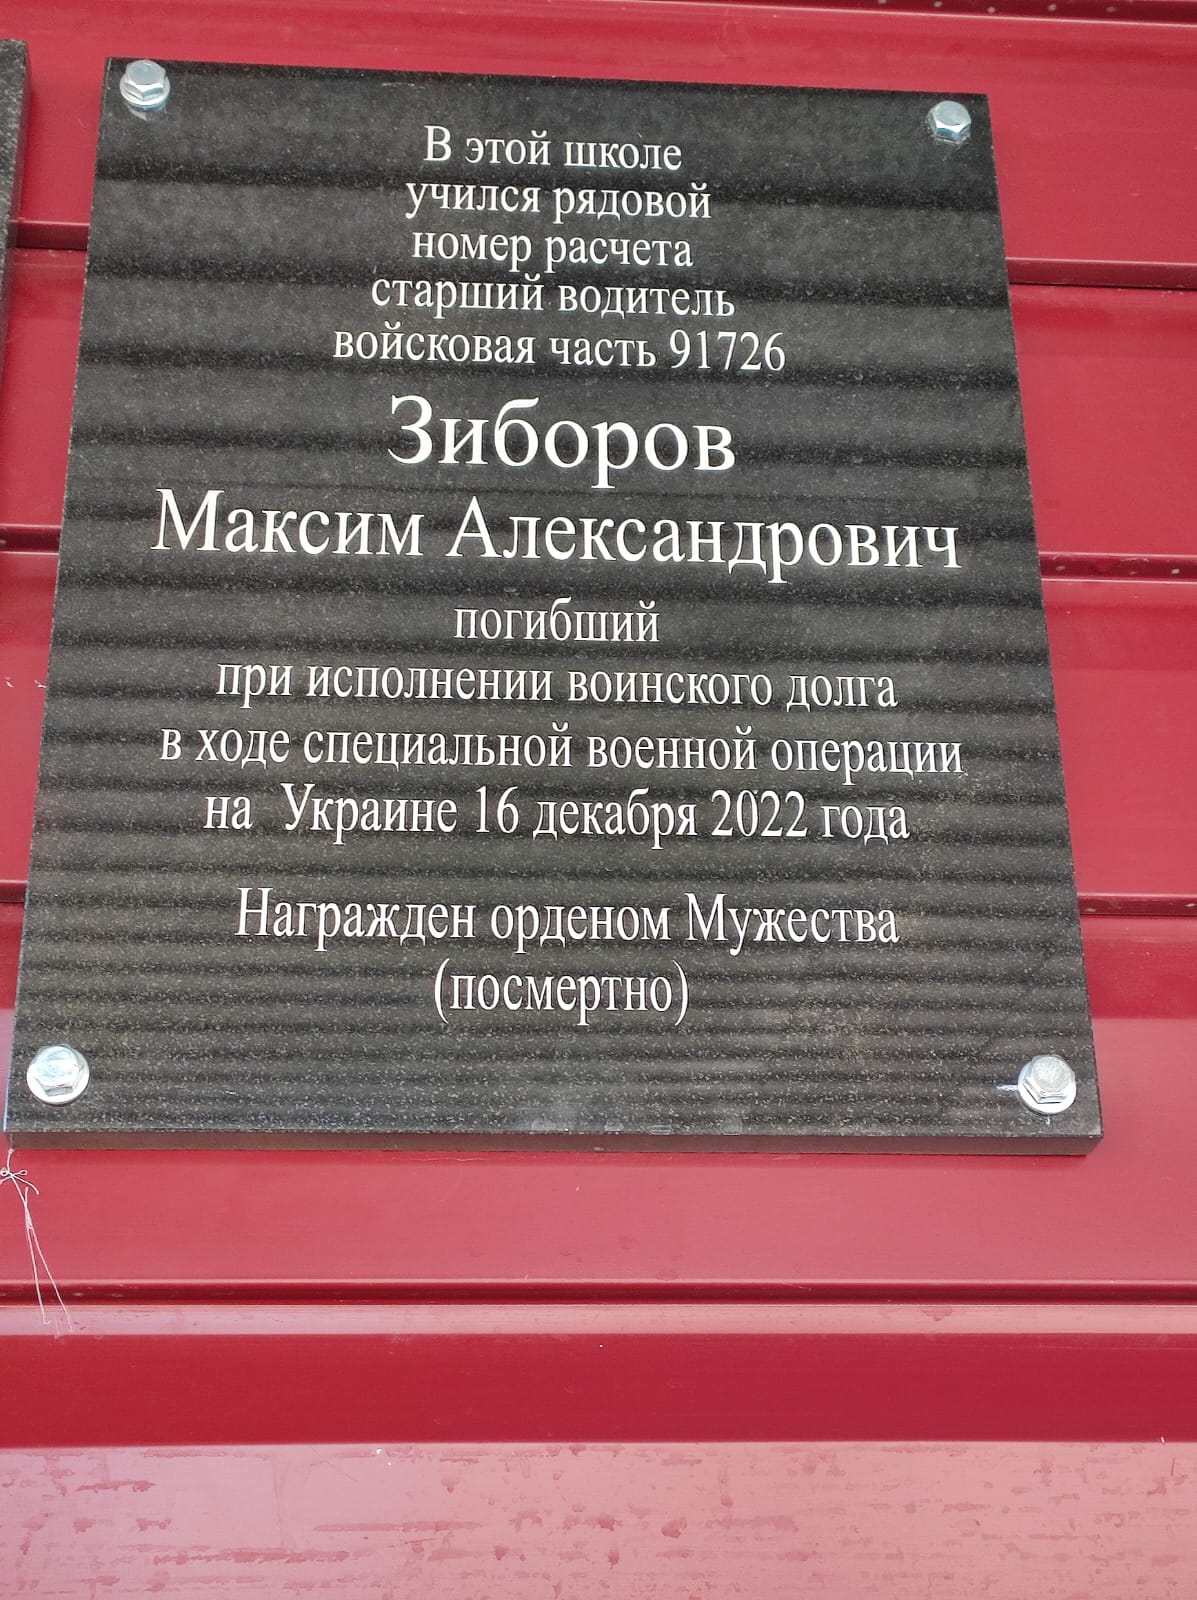 В этой школе
учился рядовой
номер расчета
старший водитель
войсковая часть 91726
Зиборов
Максим Александрович
погибший
при исполнении воинского долга
в ходе специальной военной операции
на Украине 16 декабря 2022 года
Награжден орденом Мужества
(посмертно)